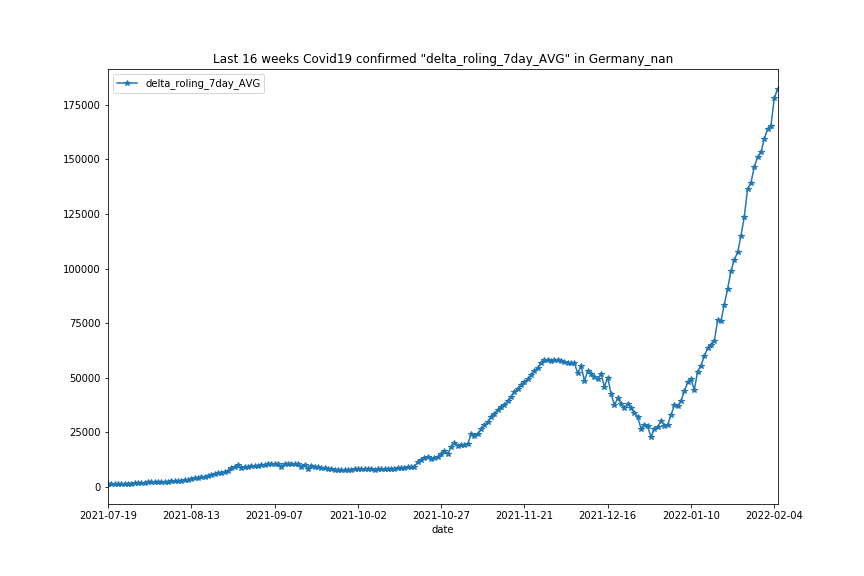 Last 16 weeks Covid19 confirmed "delta_roling_7day_AVG" in Germany_nan
delta_roling_7day_AVG
175000
150000
125000
100000
75000
50000
25000
0
2021-07-19 2021-08-13 2021-09-07 2021-10-02 2021-10-27 2021-11-21 2021-12-16 2022-01-10 2022-02-04
date